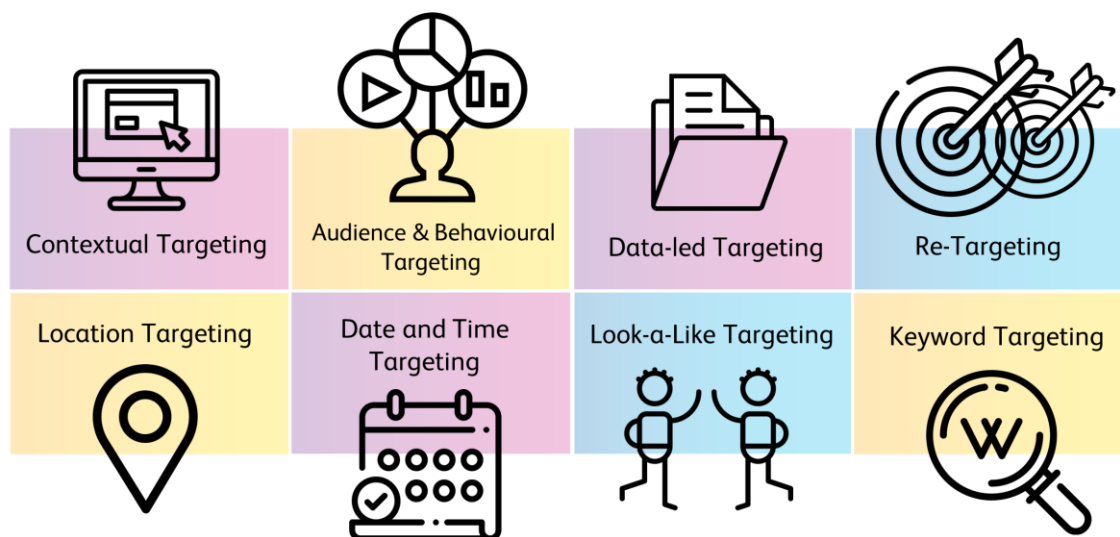 Contextual Targeting
Audience & Behavioural
Targeting
Data-led Targeting
Re-Targeting
Location Targeting
Date and Time
Targeting
Look-a-Like Targeting
Keyword Targeting
W